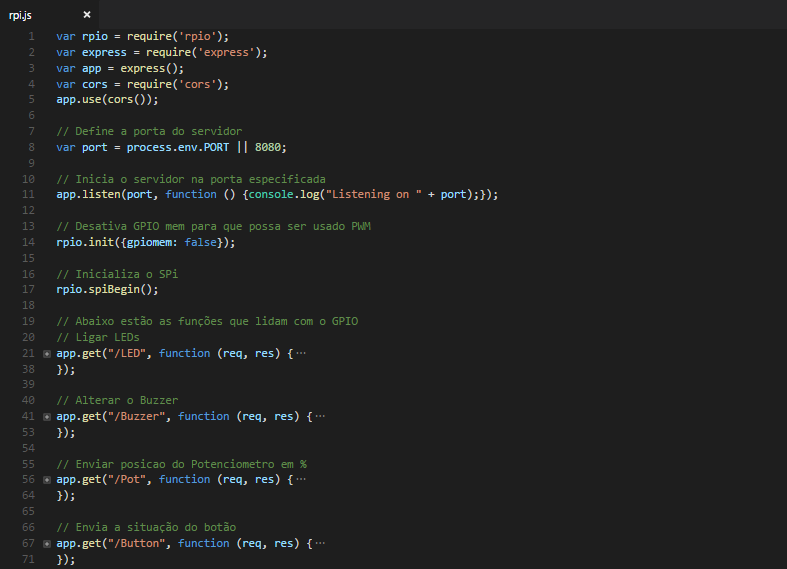 rpi.js ×
1 var rpio = require('rpio');
2 var express = require('express');
3 var app = express();
4 var cors = require('cors');
5 app.use(cors());
6
7 // Define a porta do servidor
8 var port = process.env.PORT || 8080;
9
10 // Inicia o servidor na porta especificada
11 app.listen(port, function () {console.log("Listening on " + port);});
12
13 // Desativa GPIO mem para que possa ser usado PWM
14 rpio.init({gpiomem: false});
15
16 // Inicializa o SPi
17 rpio.spiBegin();
18
19 // Abaixo estão as funções que lidam com o GPIO
20 // Ligar LEDs
21 app.get("/LED", function (req, res) {···
38 });
39
40 // Alterar o Buzzer
41 app.get("/Buzzer", function (req, res) {···
53 });
54
55 // Enviar posicao do Potenciometro em %
56 app.get("/Pot", function (req, res) {···
64 });
65
66 // Envia a situação do botão
67 app.get("/Button", function (req, res) {···
71 });